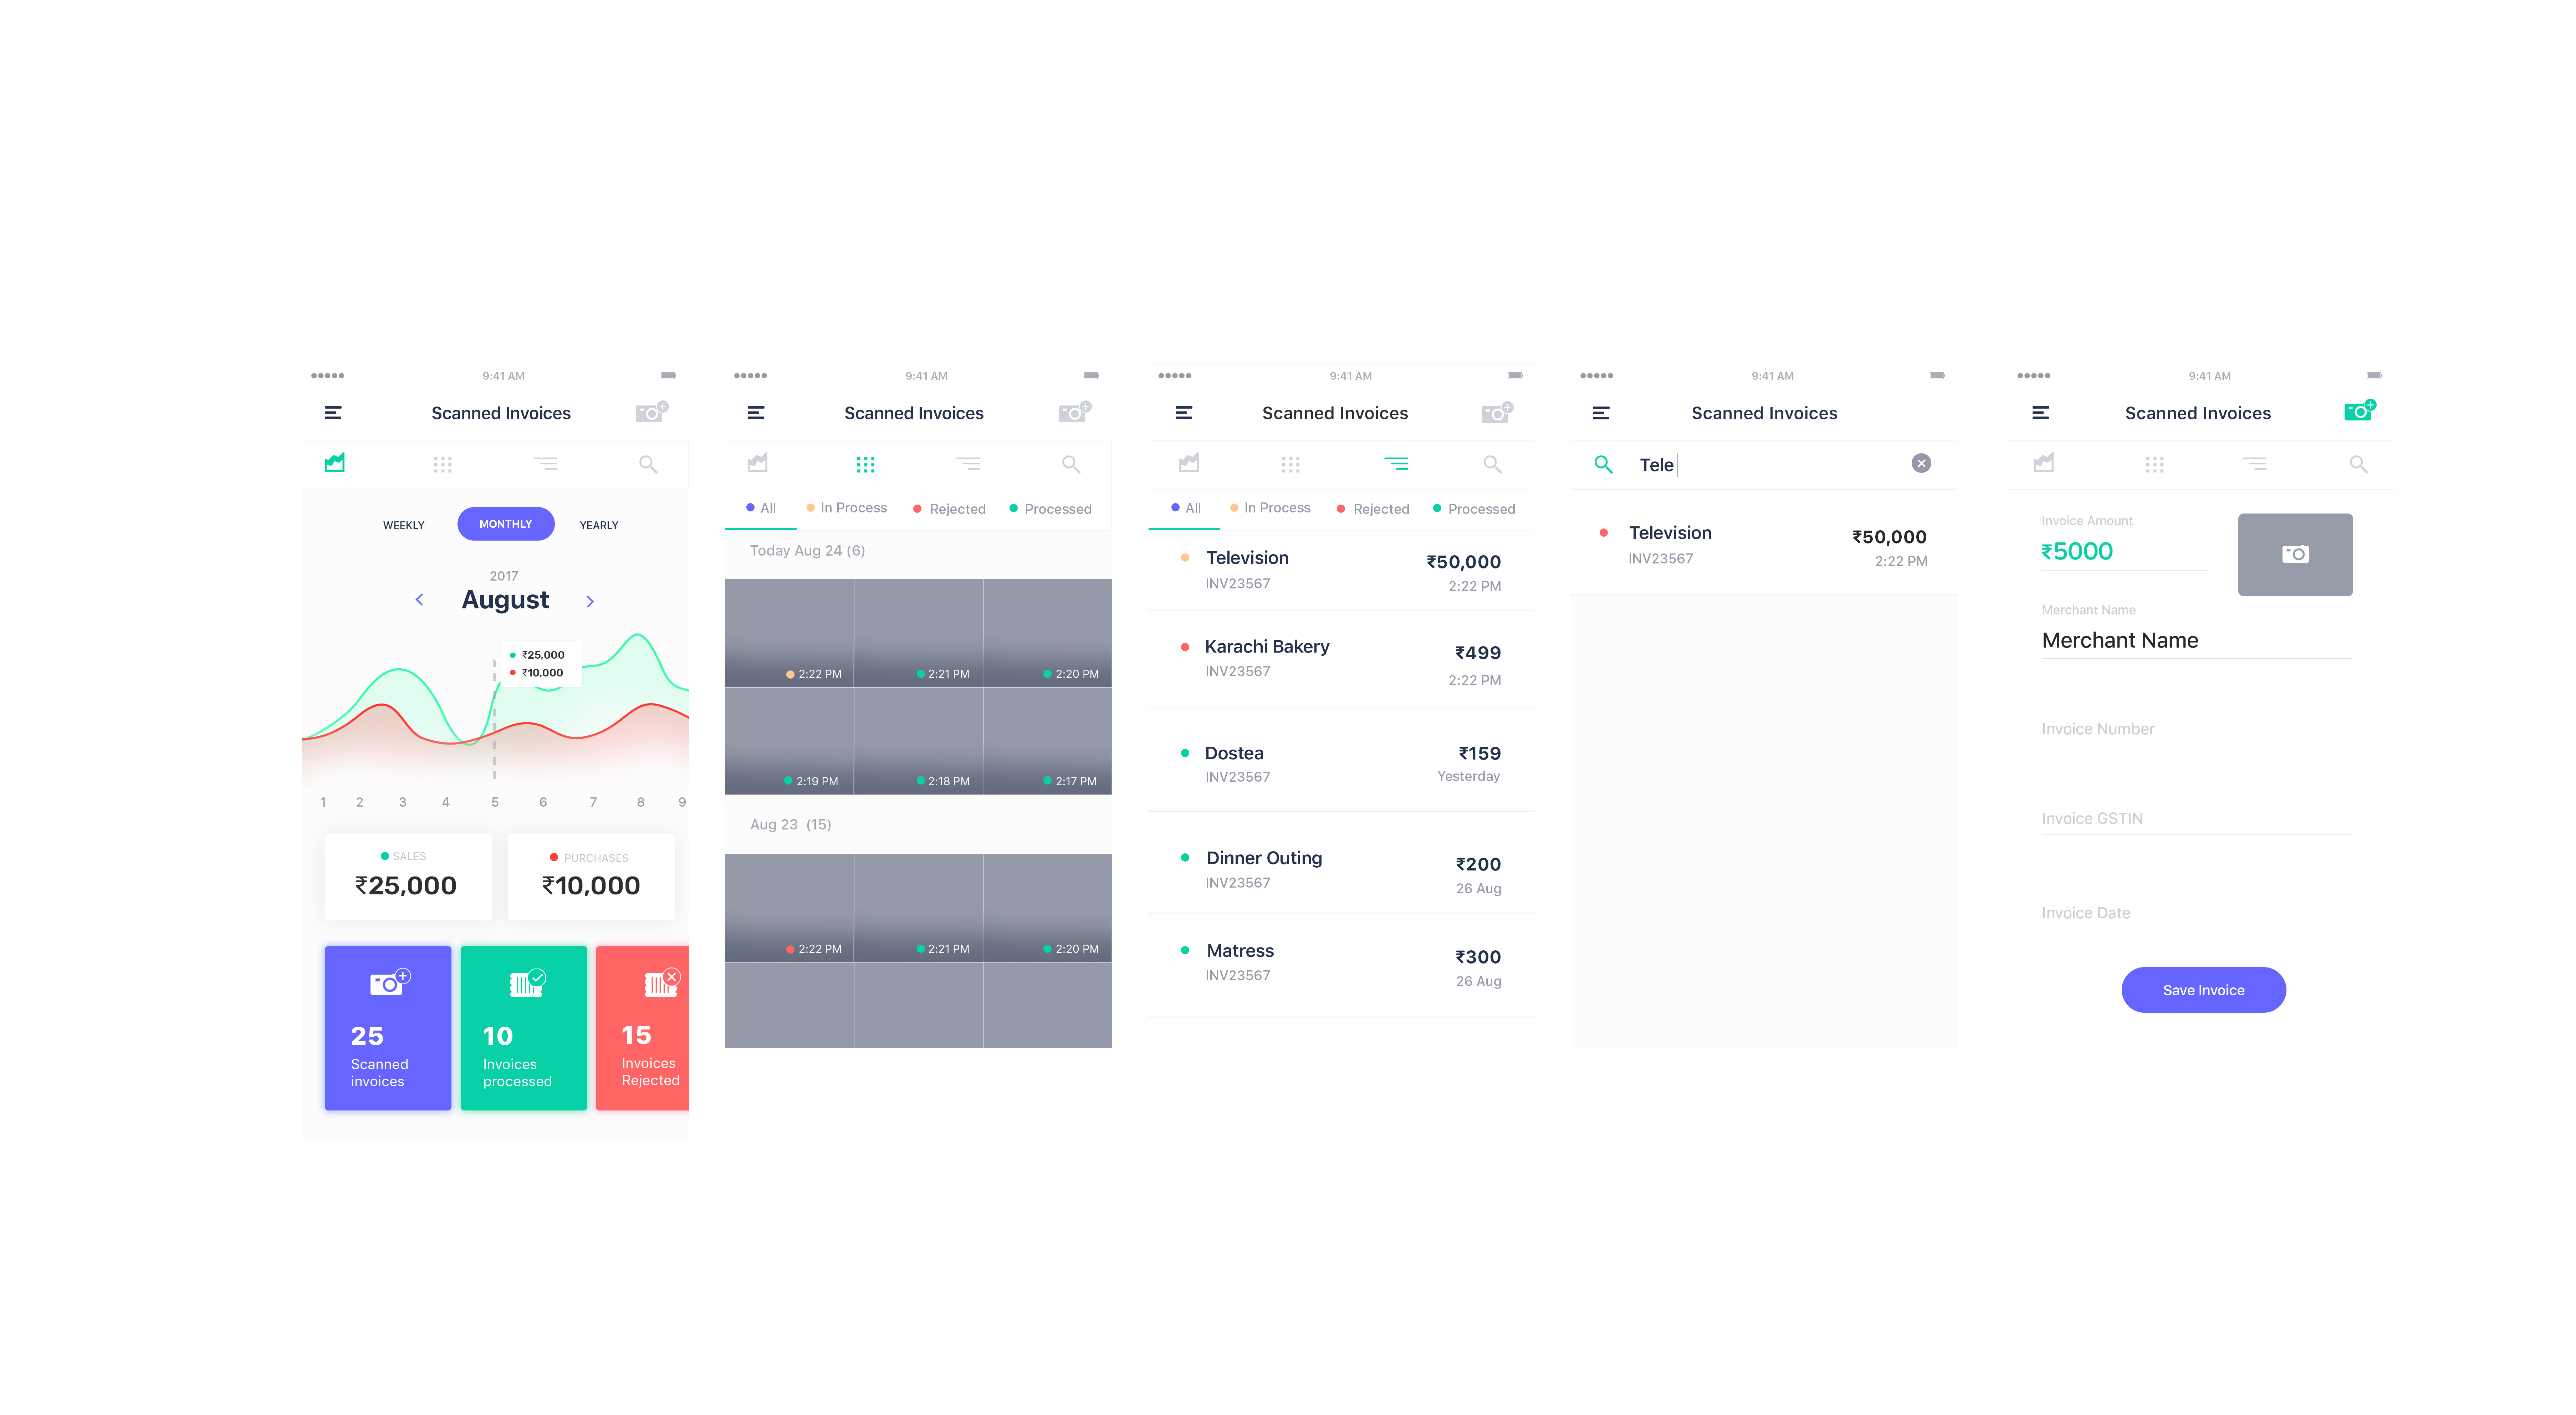 9:41 AM
Scanned Invoices
WEEKLY MONTHLY YEARLY
2017
August
₹25,000
₹10,000
1 2 3 4 5 6 7 8 9
SALES
₹25,000
PURCHASES
₹10,000
25
Scanned
invoices
10
Invoices
processed
15
Invoices
Rejected
9:41 AM
Scanned Invoices
All In Process Rejected Processed
Today Aug 24 (6)
2:22 PM 2:21 PM 2:20 PM
2:19 PM 2:18 PM 2:17 PM
Aug 23 (15)
2:22 PM 2:21 PM 2:20 PM
9:41 AM
Scanned Invoices
All In Process Rejected Processed
Television ₹50,000
INV23567 2:22 PM
Karachi Bakery ₹499
INV23567 2:22 PM
Dostea ₹159
INV23567 Yesterday
Dinner Outing ₹200
INV23567 26 Aug
Matress ₹300
INV23567 26 Aug
9:41 AM
Scanned Invoices
Tele
Television ₹50,000
INV23567 2:22 PM
9:41 AM
Scanned Invoices
Invoice Amount
₹5000
Merchant Name
Merchant Name
Invoice Number
Invoice GSTIN
Invoice Date
Save Invoice